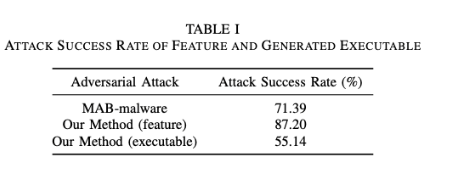 TABLE I
ATTACK SUCCESS RATE OF FEATURE AND GENERATED EXECUTABLE
Adversarial Attack Attack Success Rate (%)
MAB-malware 71.39
Our Method (feature) 87.20
Our Method (executable) 55.14